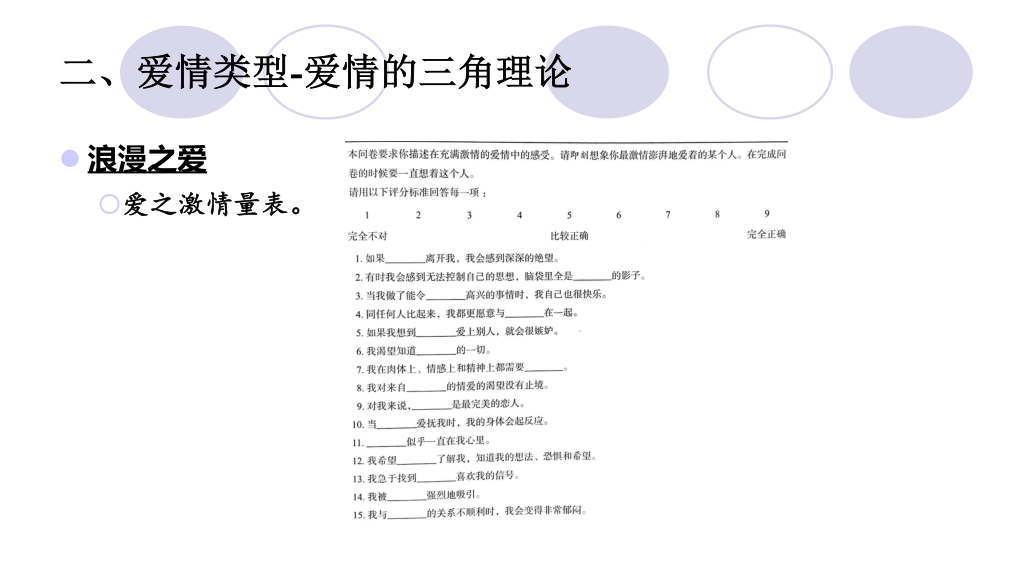 二、爱情类型-爱情的三角理论
浪漫之爱
爱之激情量表。
本问卷要求你描述在充满激情的爱情中的感受。请即刻想象你最激情澎湃地爱着的某个人。在完成问
卷的时候要一直想着这个人。
请用以下评分标准回答每一项：
1 2 3 4 5 6 7 8 9
完全不对 比较正确 完全正确
1. 如果________离开我，我会感到深深的绝望。
2. 有时我会感到无法控制自己的思想，脑袋里全是________的影子。
3. 当我做了能令________高兴的事情时，我自己也很快乐。
4. 同任何人比起来，我都更愿意与________在一起。
5. 如果我想到________爱上别人，就会很嫉妒。
6. 我渴望知道________的一切。
7. 我在肉体上、情感上和精神上都需要________。
8. 我对来自________的情爱的渴望没有止境。
9. 对我来说，________是最完美的恋人。
10. 当________爱抚我时，我的身体会起反应。
11. ________似乎一直在我心里。
12. 我希望________了解我，知道我的想法、恐惧和希望。
13. 我急于找到________喜欢我的信号。
14. 我被________强烈地吸引。
15. 我与________的关系不顺利时，我会变得非常郁闷。